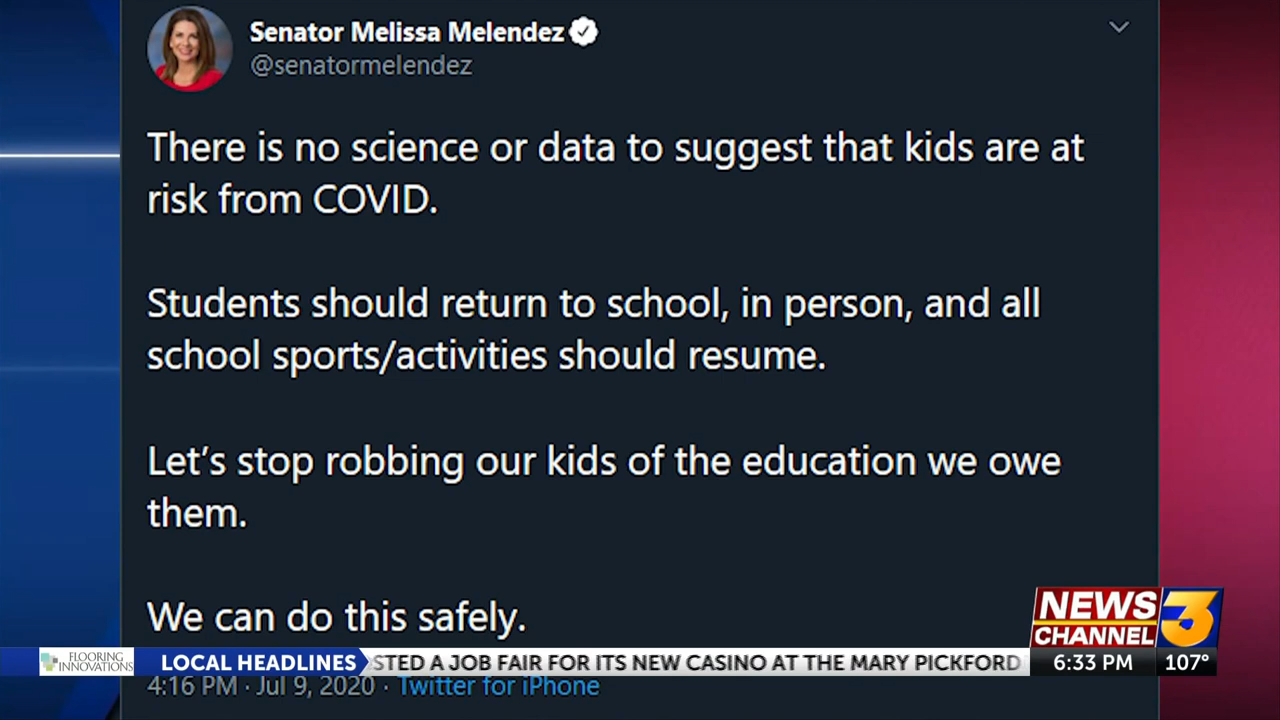 Senator Melissa Melendez
@senatormelendez
There is no science or data to suggest that kids are at
risk from COVID.
Students should return to school, in person, and all
school sports/activities should resume.
Let's stop robbing our kids of the education we owe
them.
We can do this safely.
NEWS
CHANNEL 3
FLOORING
INNOVATIONS
LOCAL HEADLINES
STED A JOB FAIR FOR ITS NEW CASINO AT THE MARY PICKFORD
6:33 PM 107°
4:16 PM · Jul 9, 2020 · Twitter for iPhone